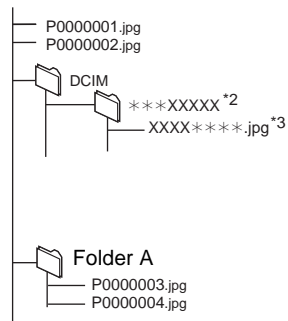 P0000001.jpg
P0000002.jpg
DCIM
***XXXXX *2
XXXX****.jpg *3
Folder A
P0000003.jpg
P0000004.jpg